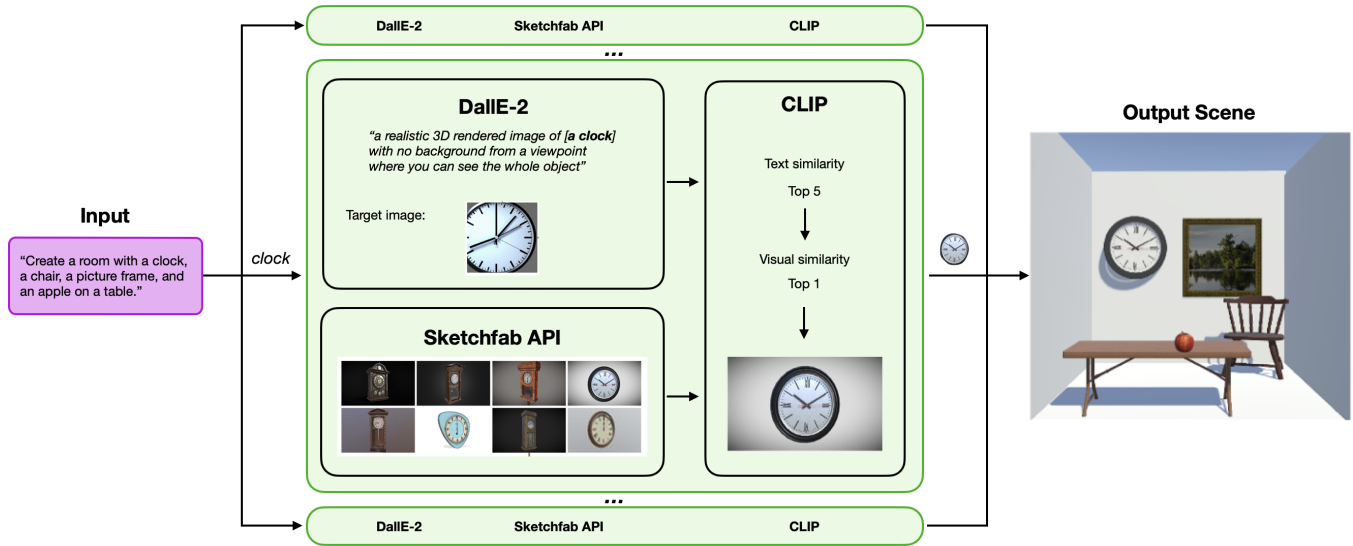 DallE-2 Sketchfab API CLIP
...
Input
“Create a room with a clock,
a chair, a picture frame, and
an apple on a table.”
clock
DallE-2
“a realistic 3D rendered image of [a clock]
with no background from a viewpoint
where you can see the whole object”
Target image:
Sketchfab API
CLIP
Text similarity
Top 5
Visual similarity
Top 1
Output Scene
...
DallE-2 Sketchfab API CLIP